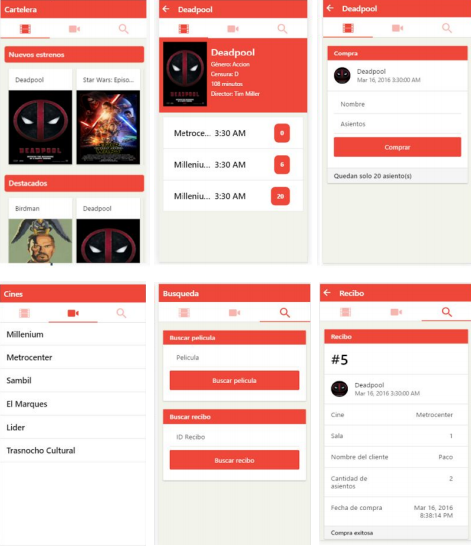 Cartelera
Nuevos estrenos
Deadpool
Star Wars: Episo...
DEADPOOL
Destacados
Birdman
Deadpool
Deadpool
DEADPOOL
Deadpool
Género: Accion
Censura: D
108 minutos
Director: Tim Miller
Metroce... 3:30 AM 0
Milleniu... 3:30 AM 6
Milleniu... 3:30 AM 20
Deadpool
Compra
Deadpool
Mar 16, 2016 3:30:00 AM
Nombre
Asientos
Comprar
Quedan solo 20 asiento(s)
Cines
Millenium
Metrocenter
Sambil
El Marques
Lider
Trasnocho Cultural
Busqueda
Buscar pelicula
Pelicula
Buscar pelicula
Buscar recibo
ID Recibo
Buscar recibo
Recibo
Recibo
#5
Deadpool
Mar 16, 2016 3:30:00 AM
Cine Metrocenter
Sala 1
Nombre del cliente Paco
Cantidad de asientos 2
Fecha de compra Mar 16, 2016
8:38:14 PM
Compra exitosa